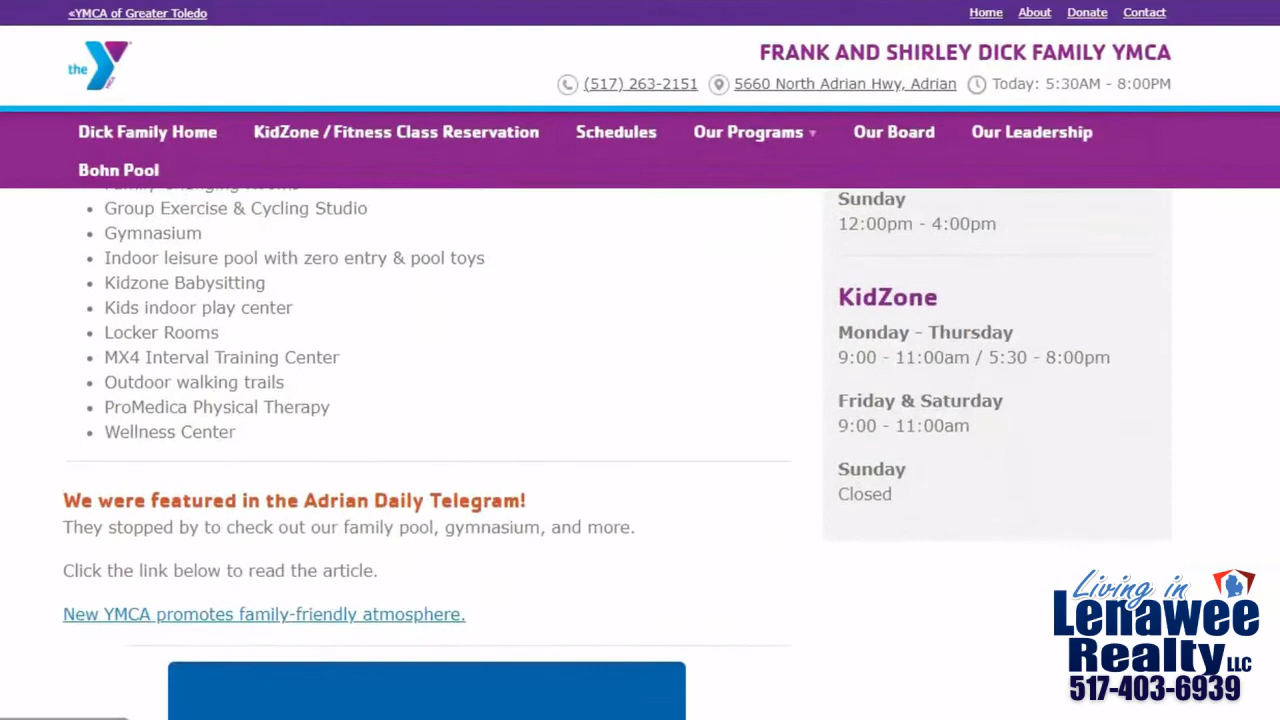 «YMCA of Greater Toledo
Home About Donate Contact
the Y
YMCA
FRANK AND SHIRLEY DICK FAMILY YMCA
(517) 263-2151 5660 North Adrian Hwy, Adrian Today: 5:30AM - 8:00PM
Dick Family Home KidZone / Fitness Class Reservation Schedules Our Programs Our Board Our Leadership
Bohn Pool
Family Changing Rooms
• Group Exercise & Cycling Studio
• Gymnasium
• Indoor leisure pool with zero entry & pool toys
• Kidzone Babysitting
• Kids indoor play center
• Locker Rooms
• MX4 Interval Training Center
• Outdoor walking trails
• ProMedica Physical Therapy
• Wellness Center
We were featured in the Adrian Daily Telegram!
They stopped by to check out our family pool, gymnasium, and more.
Click the link below to read the article.
New YMCA promotes family-friendly atmosphere.
Sunday
12:00pm - 4:00pm
KidZone
Monday - Thursday
9:00 - 11:00am / 5:30 - 8:00pm
Friday & Saturday
9:00 - 11:00am
Sunday
Closed
Living in
Lenawee
Realty LLC
517-403-6939